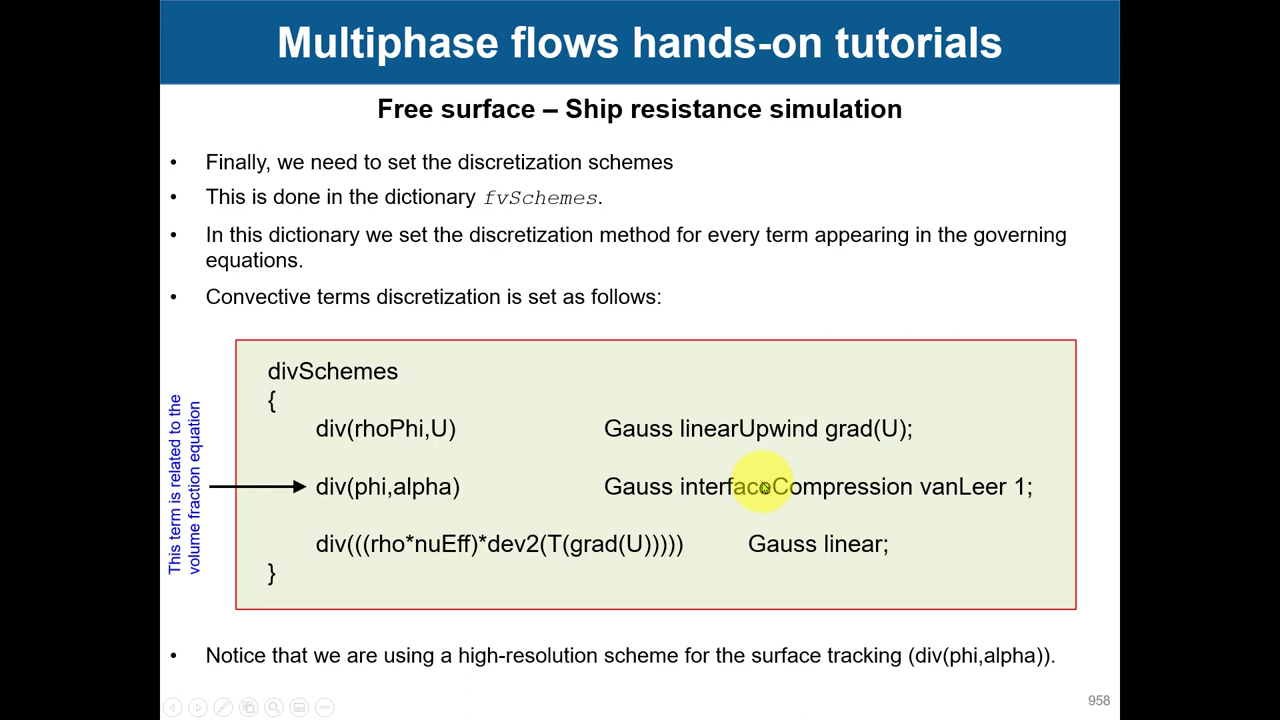 Multiphase flows hands-on tutorials
Free surface – Ship resistance simulation
• Finally, we need to set the discretization schemes
• This is done in the dictionary fvSchemes.
• In this dictionary we set the discretization method for every term appearing in the governing
equations.
• Convective terms discretization is set as follows:
divSchemes
{
div(rhoPhi,U) Gauss linearUpwind grad(U);
This term is related to the
volume fraction equation
div(phi,alpha) Gauss interfaceCompression vanLeer 1;
div(((rho*nuEff)*dev2(T(grad(U))))) Gauss linear;
}
• Notice that we are using a high-resolution scheme for the surface tracking (div(phi,alpha)).
958